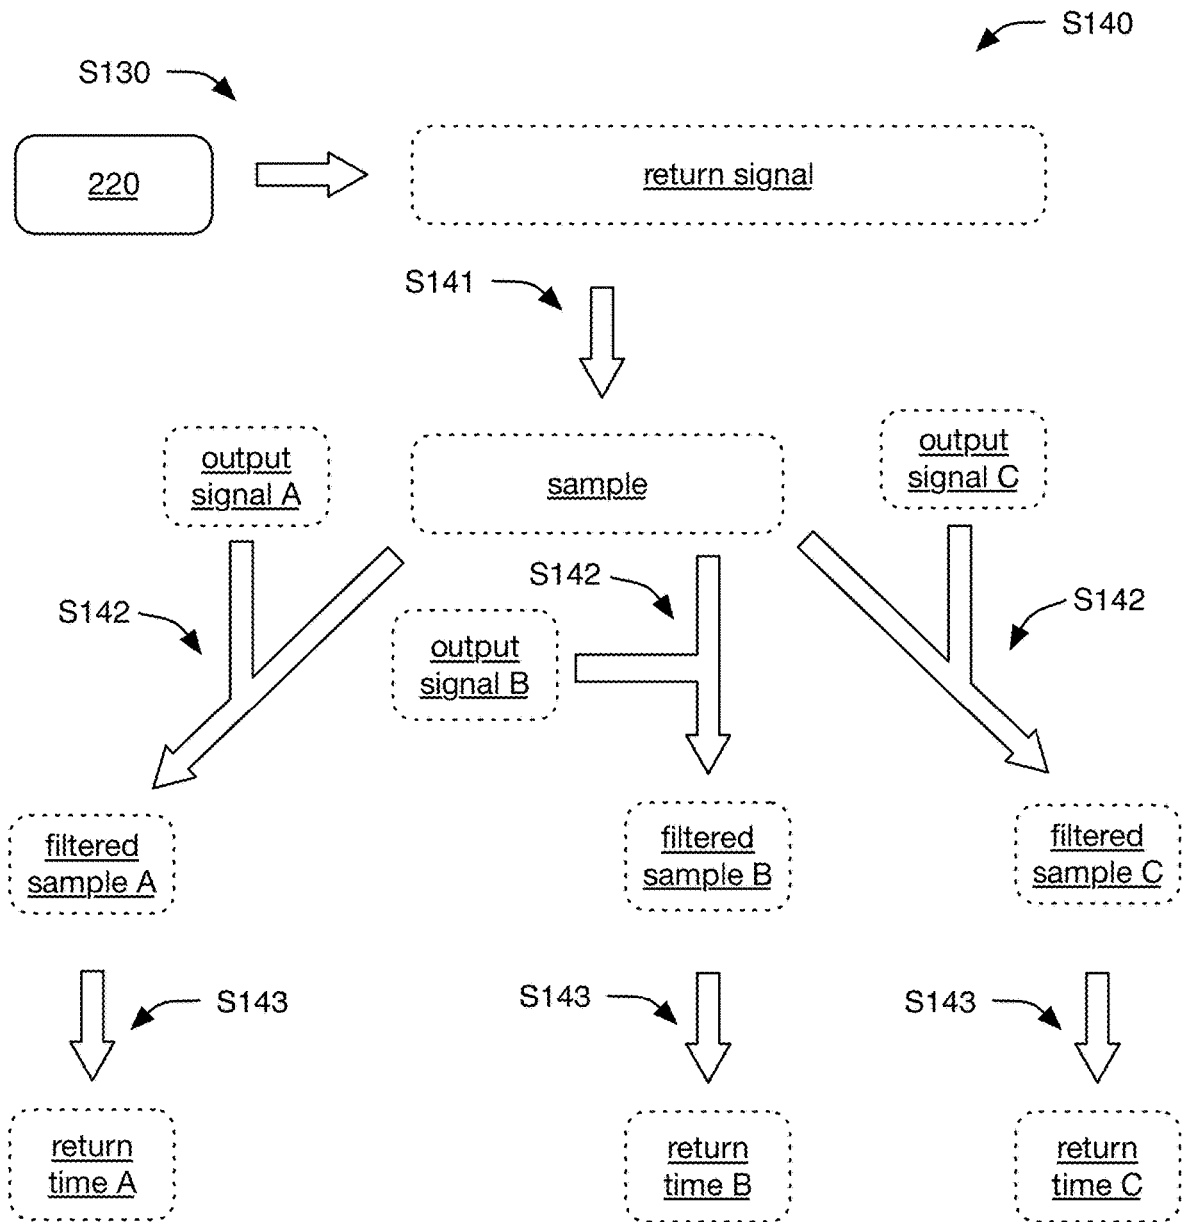 S140
S130
220
return signal
S141
output
signal A
sample
output
signal C
S142
S142
S142
output
signal B
filtered
sample A
filtered
sample B
filtered
sample C
S143
S143
S143
return
time A
return
time B
return
time C